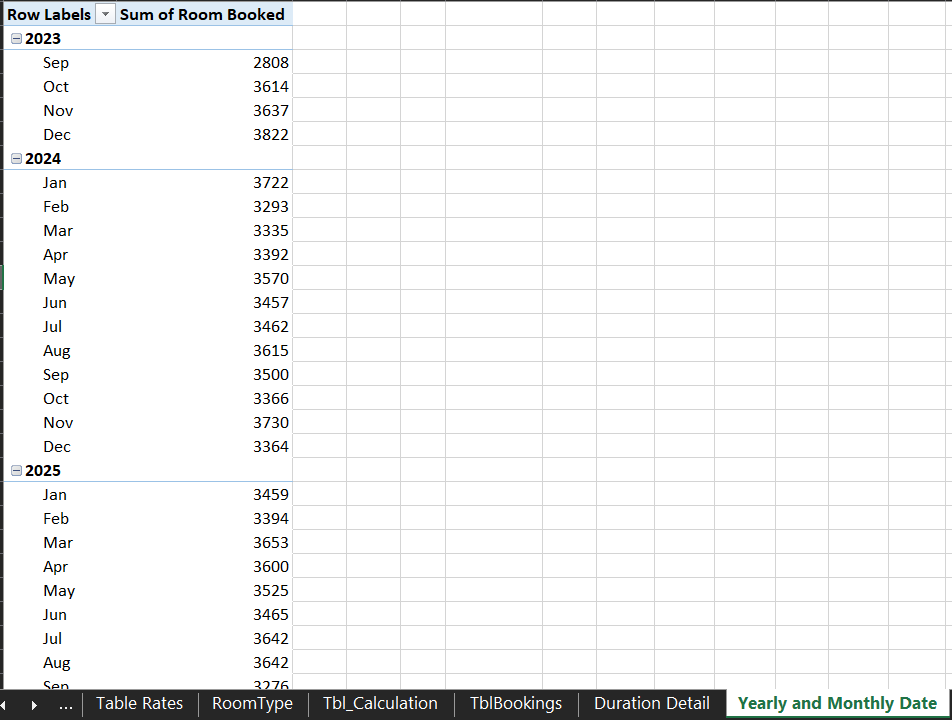 Row Labels Sum of Room Booked
2023
Sep 2808
Oct 3614
Nov 3637
Dec 3822
2024
Jan 3722
Feb 3293
Mar 3335
Apr 3392
May 3570
Jun 3457
Jul 3462
Aug 3615
Sep 3500
Oct 3366
Nov 3730
Dec 3364
2025
Jan 3459
Feb 3394
Mar 3653
Apr 3600
May 3525
Jun 3465
Jul 3642
Aug 3642
Sep 3276
... Table Rates RoomType Tbl_Calculation TblBookings Duration Detail Yearly and Monthly Date